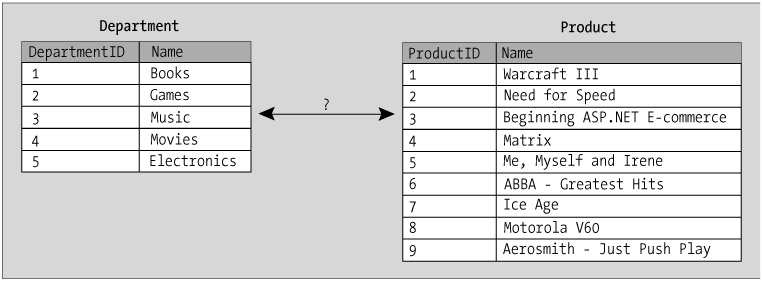 Department
DepartmentID Name
1 Books
2 Games
3 Music
4 Movies
5 Electronics
?
Product
ProductID Name
1 Warcraft III
2 Need for Speed
3 Beginning ASP.NET E-commerce
4 Matrix
5 Me, Myself and Irene
6 ABBA - Greatest Hits
7 Ice Age
8 Motorola V60
9 Aerosmith - Just Push Play